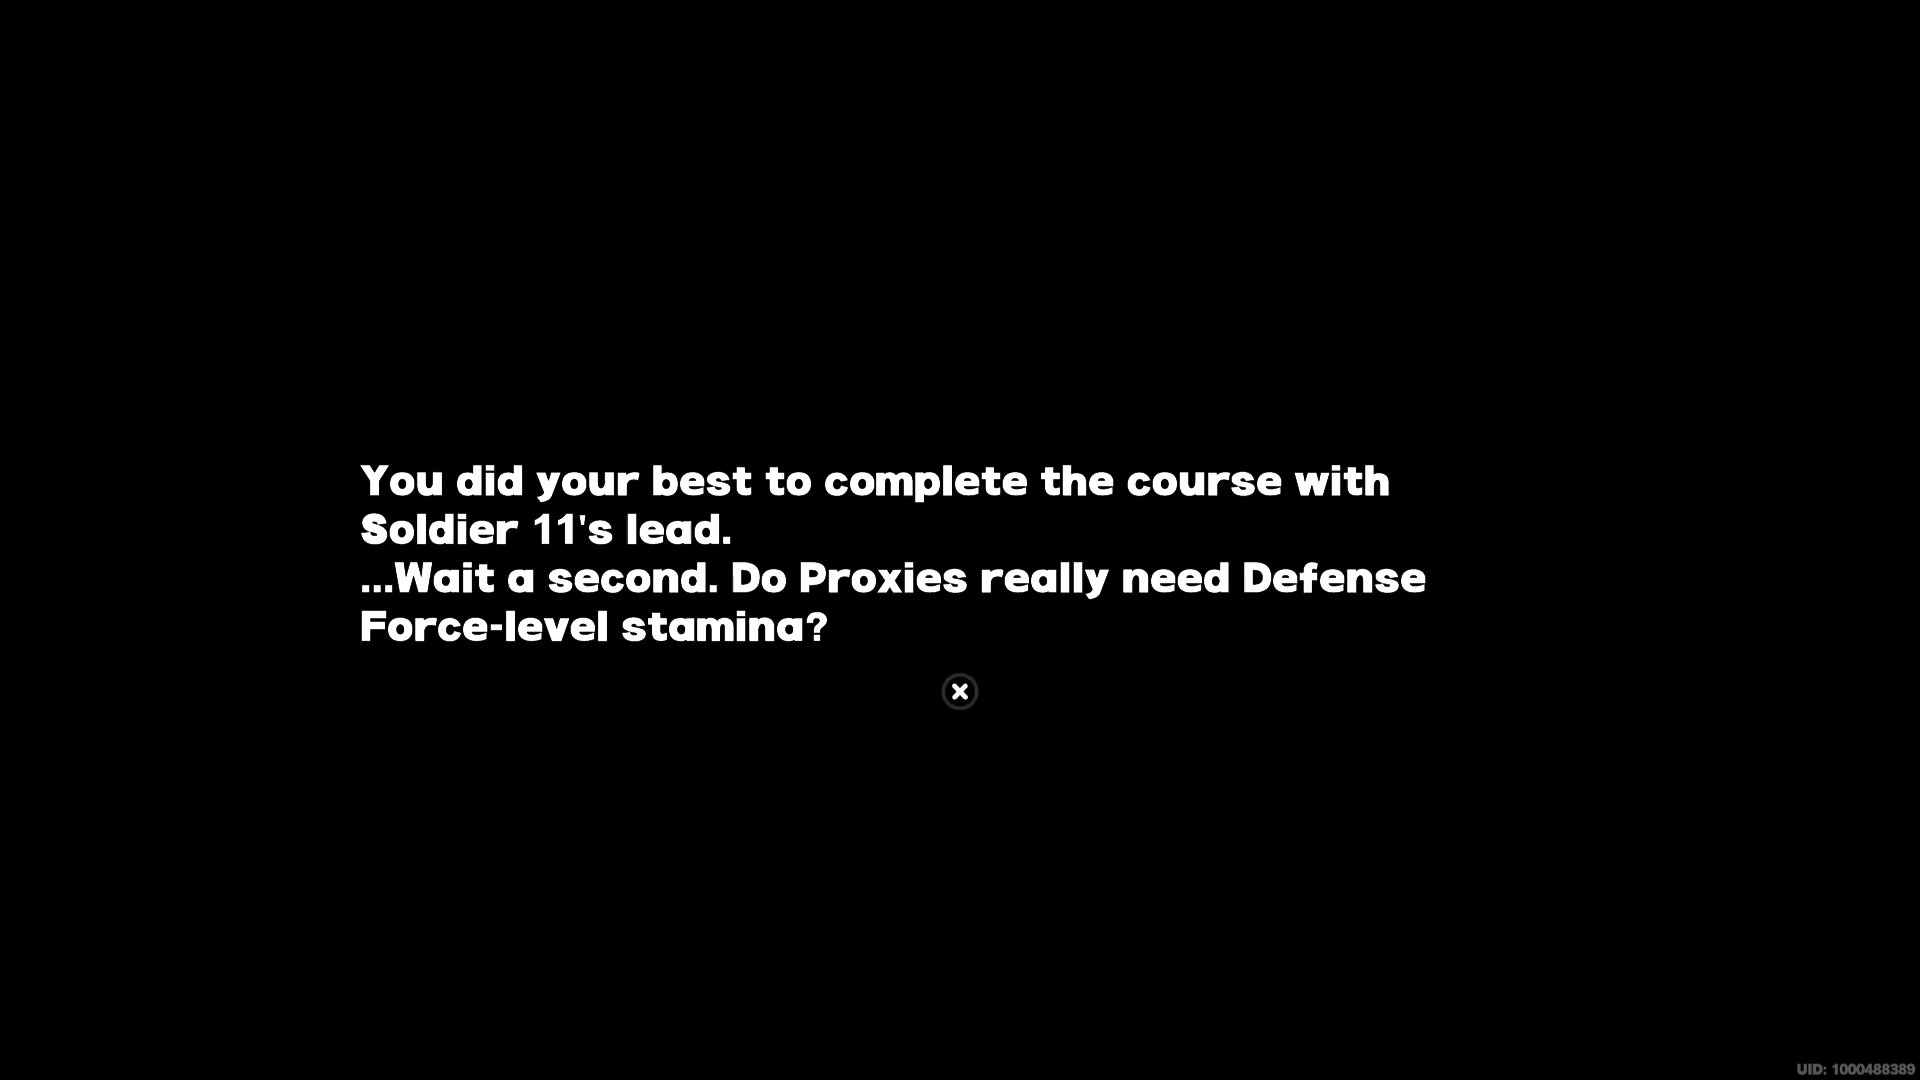 You did your best to complete the course with
Soldier 11's lead.
...Wait a second. Do Proxies really need Defense
Force-level stamina?
UID: 1000488389